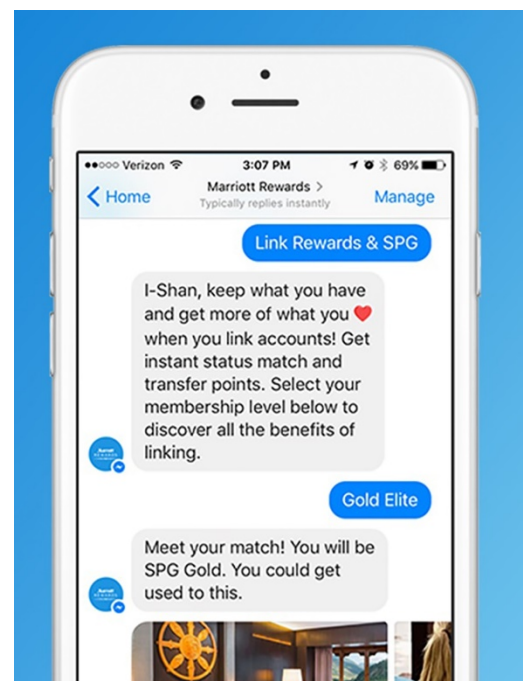 Verizon 3:07 PM 69%
Home Marriott Rewards > Manage
Typically replies instantly
Link Rewards & SPG
I-Shan, keep what you have
and get more of what you ❤️
when you link accounts! Get
instant status match and
transfer points. Select your
membership level below to
discover all the benefits of
linking.
Gold Elite
Meet your match! You will be
SPG Gold. You could get
used to this.